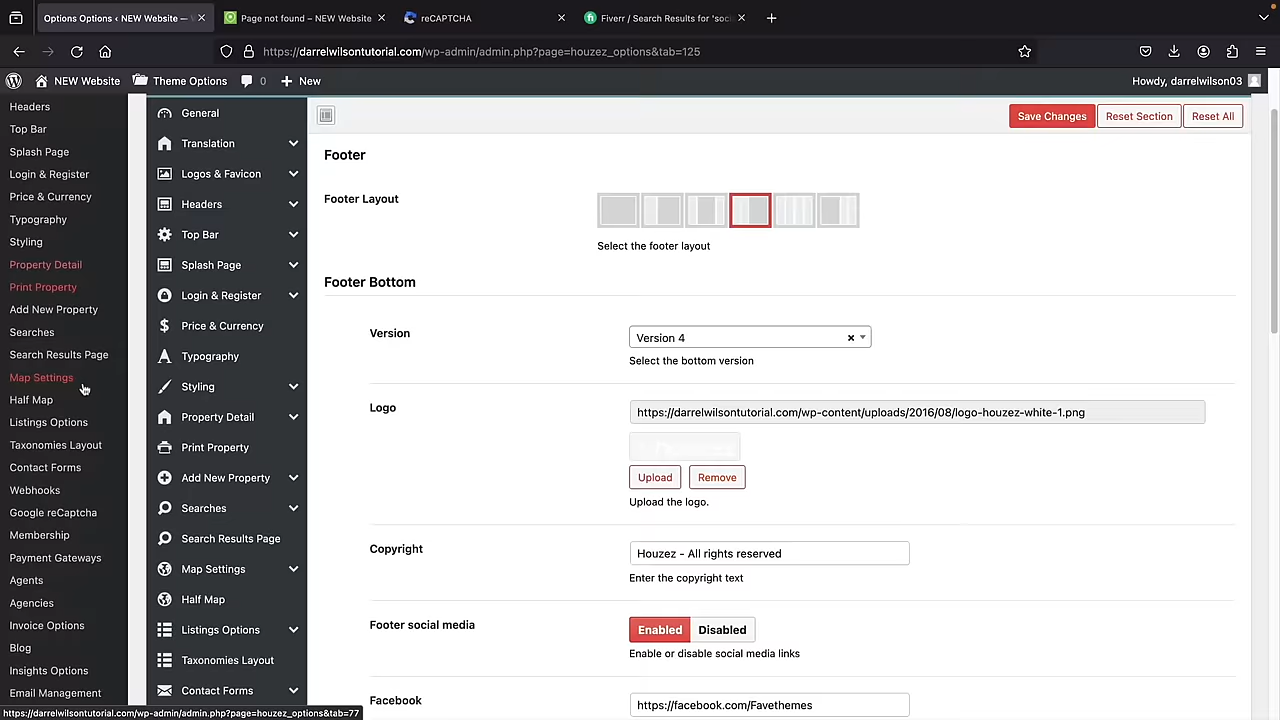 Options Options ‹ NEW Website —
Page not found – NEW Website
reCAPTCHA
Fiverr / Search Results for 'soci
https://darrelwilsontutorial.com/wp-admin/admin.php?page=houzez_options&tab=125
NEW Website
Theme Options
0
New
Howdy, darrelwilson03
Headers
Top Bar
Splash Page
Login & Register
Price & Currency
Typography
Styling
Property Detail
Print Property
Add New Property
Searches
Search Results Page
Map Settings
Half Map
Listings Options
Taxonomies Layout
Contact Forms
Webhooks
Google reCaptcha
Membership
Payment Gateways
Agents
Agencies
Invoice Options
Blog
Insights Options
Email Management
General
Translation
Logos & Favicon
Headers
Top Bar
Splash Page
Login & Register
Price & Currency
Typography
Styling
Property Detail
Print Property
Add New Property
Searches
Search Results Page
Map Settings
Half Map
Listings Options
Taxonomies Layout
Contact Forms
Save Changes
Reset Section
Reset All
Footer
Footer Layout
Select the footer layout
Footer Bottom
Version
Version 4
Select the bottom version
Logo
https://darrelwilsontutorial.com/wp-content/uploads/2016/08/logo-houzez-white-1.png
Upload
Remove
Upload the logo.
Copyright
Houzez - All rights reserved
Enter the copyright text
Footer social media
Enabled
Disabled
Enable or disable social media links
Facebook
https://facebook.com/Favethemes
https://darrelwilsontutorial.com/wp-admin/admin.php?page=houzez_options&tab=77